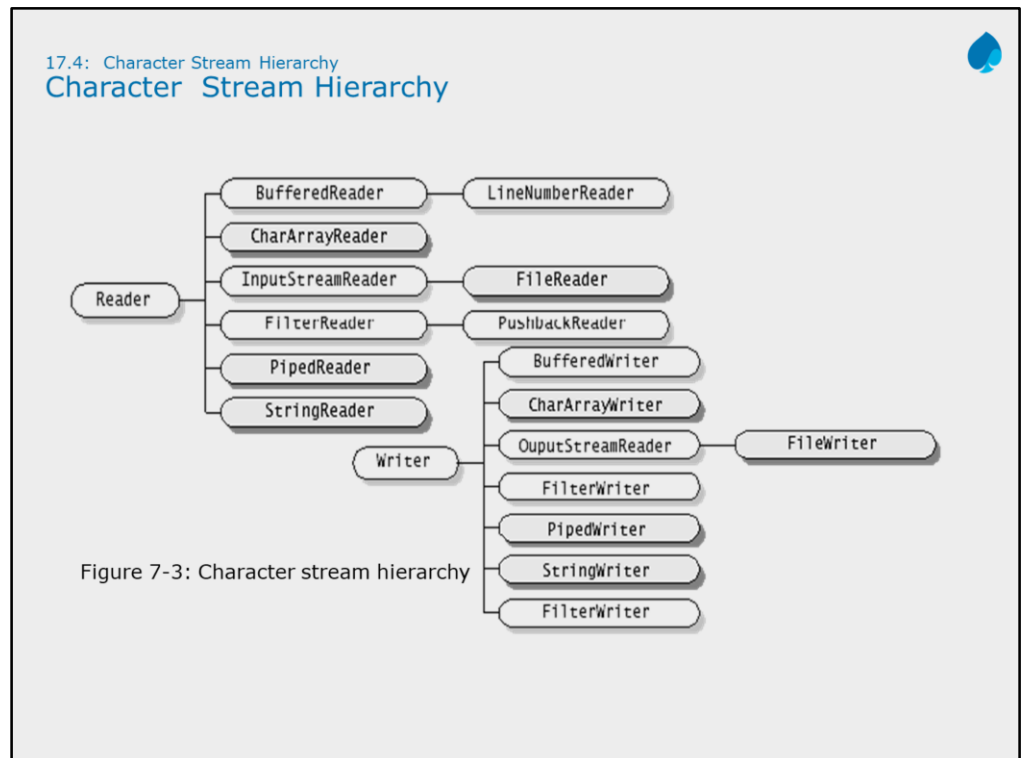 17.4: Character Stream Hierarchy
Character Stream Hierarchy
BufferedReader
LineNumberReader
CharArrayReader
InputStreamReader
FileReader
Reader
FilterReader
PushbackReader
PipedReader
StringReader
BufferedWriter
CharArrayWriter
OuputStreamReader
FileWriter
Writer
FilterWriter
PipedWriter
StringWriter
FilterWriter
Figure 7-3: Character stream hierarchy